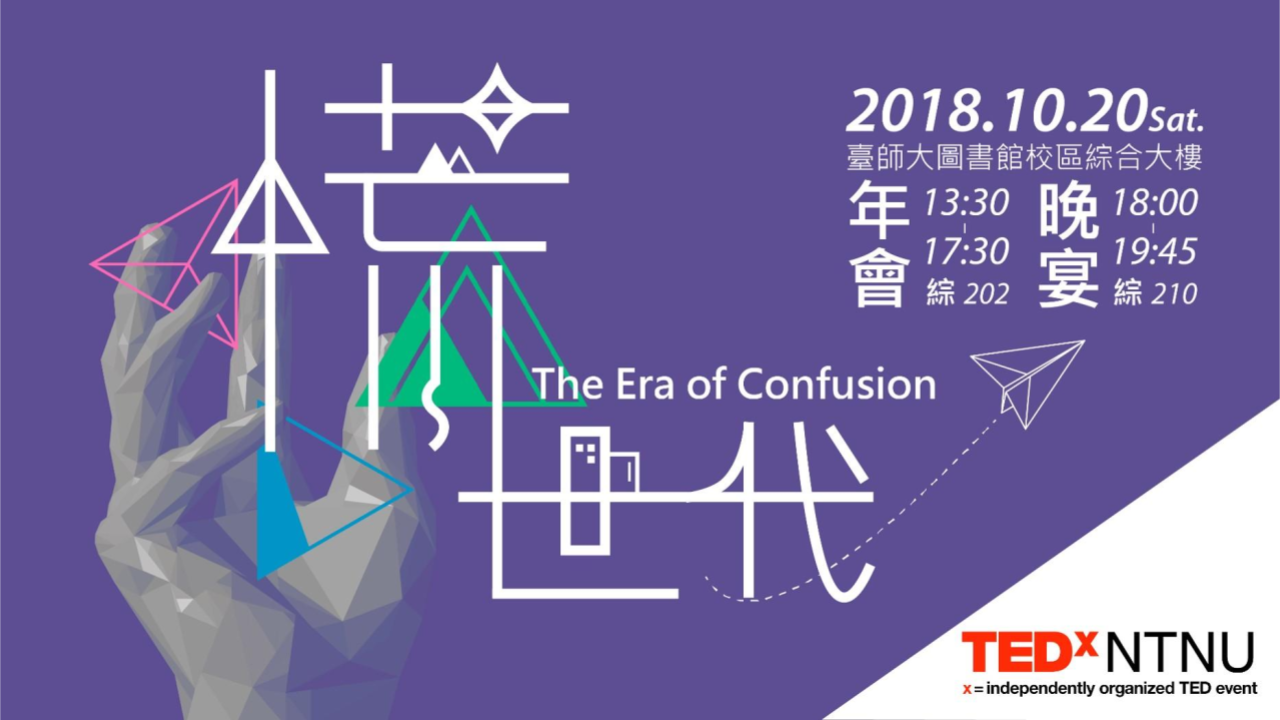 慌世代
The Era of Confusion
2018.10.20Sat.
臺師大圖書館校區綜合大樓
年會
13:30
|
17:30
綜 202
晚宴
18:00
|
19:45
綜 210
TEDxNTNU
x = independently organized TED event